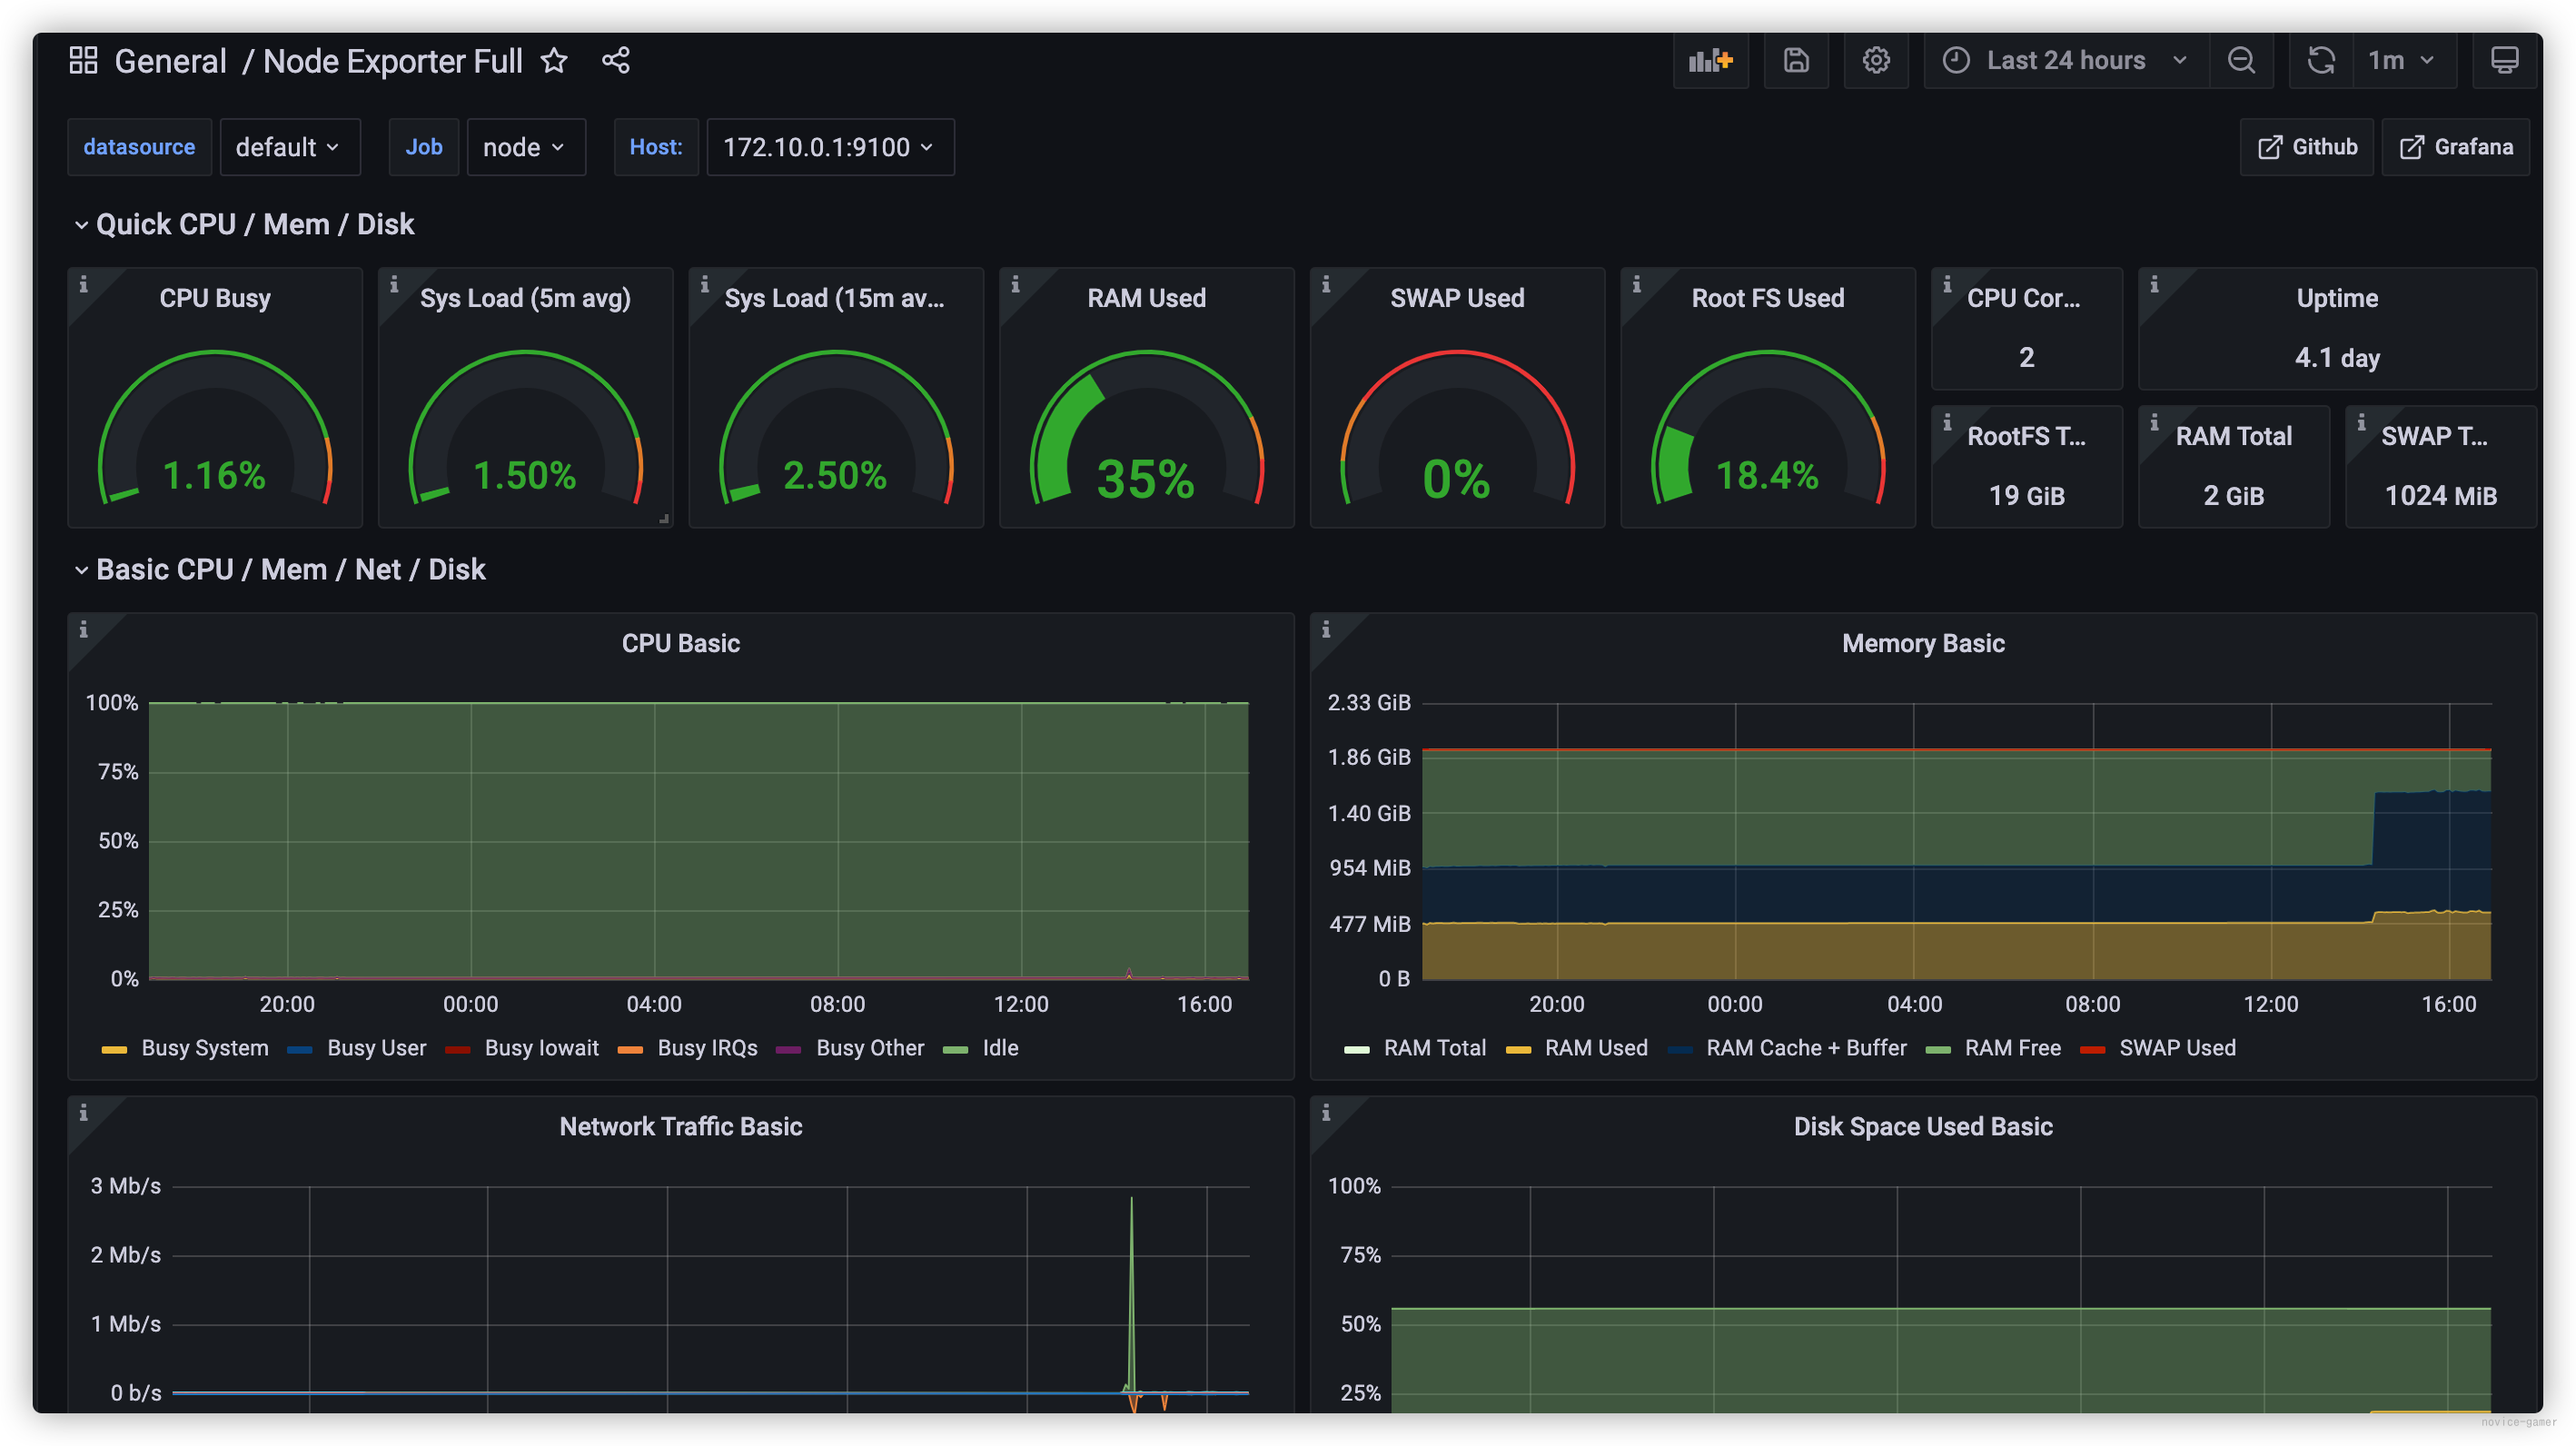 General / Node Exporter Full
Last 24 hours
1m
datasource default
Job node
Host: 172.10.0.1:9100
Github
Grafana
Quick CPU / Mem / Disk
CPU Busy
1.16%
Sys Load (5m avg)
1.50%
Sys Load (15m av...
2.50%
RAM Used
35%
SWAP Used
0%
Root FS Used
18.4%
CPU Cor...
2
Uptime
4.1 day
RootFS T...
19 GiB
RAM Total
2 GiB
SWAP T...
1024 MiB
Basic CPU / Mem / Net / Disk
CPU Basic
100%
75%
50%
25%
0%
20:00 00:00 04:00 08:00 12:00 16:00
Busy System Busy User Busy Iowait Busy IRQs Busy Other Idle
Memory Basic
2.33 GiB
1.86 GiB
1.40 GiB
954 MiB
477 MiB
0 B
20:00 00:00 04:00 08:00 12:00 16:00
RAM Total RAM Used RAM Cache + Buffer RAM Free SWAP Used
Network Traffic Basic
3 Mb/s
2 Mb/s
1 Mb/s
0 b/s
Disk Space Used Basic
100%
75%
50%
25%
novice-gamer